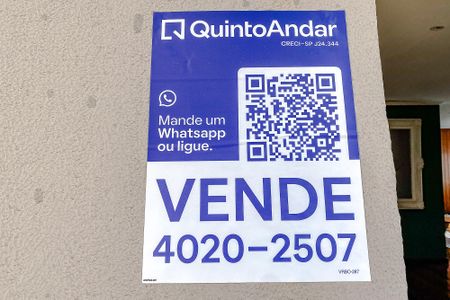 QuintoAndar
CRECI-SP J24.344
Mande um
Whatsapp
ou ligue.
VENDE
4020-2507